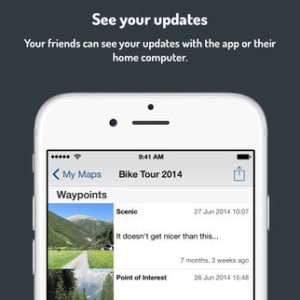 See your updates
Your friends can see your updates with the app or their
home computer.
9:41 AM
My Maps
Bike Tour 2014
Waypoints
Scenic
27 Jun 2014 10:07
It doesn't get nicer than this...
7 months, 3 weeks ago
Point of Interest
26 Jun 2014 15:48